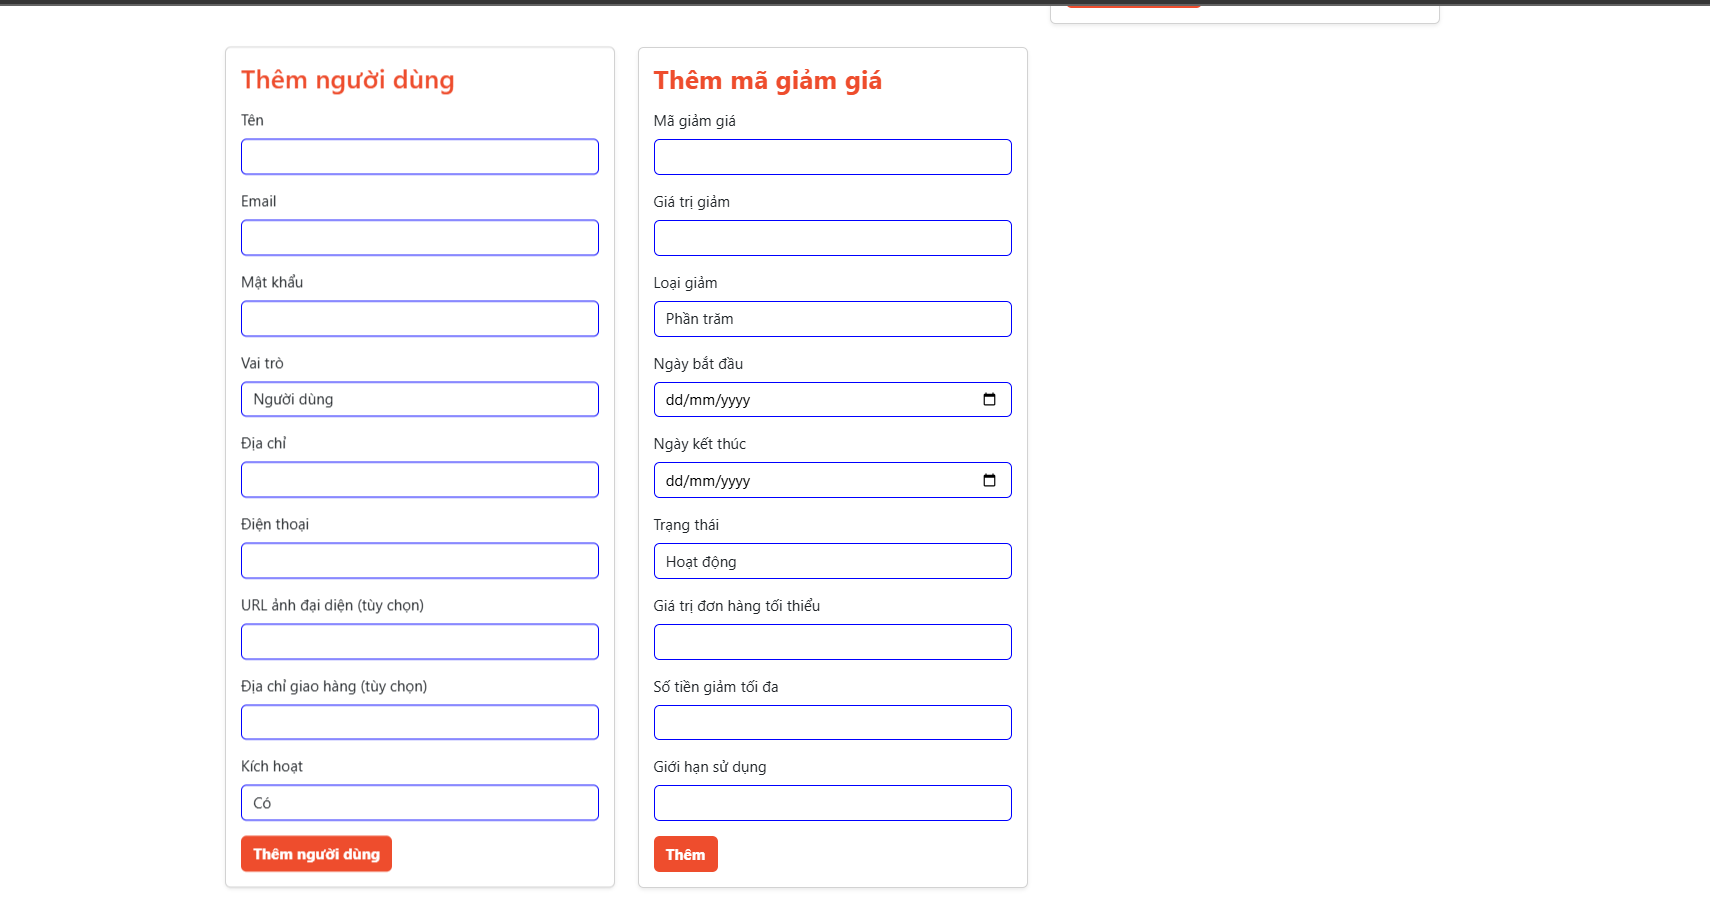 Thêm người dùng
Tên
Email
Mật khẩu
Vai trò
Người dùng
Địa chỉ
Điện thoại
URL ảnh đại diện (tùy chọn)
Địa chỉ giao hàng (tùy chọn)
Kích hoạt
Có
Thêm người dùng
Thêm mã giảm giá
Mã giảm giá
Giá trị giảm
Loại giảm
Phần trăm
Ngày bắt đầu
dd/mm/yyyy
Ngày kết thúc
dd/mm/yyyy
Trạng thái
Hoạt động
Giá trị đơn hàng tối thiểu
Số tiền giảm tối đa
Giới hạn sử dụng
Thêm